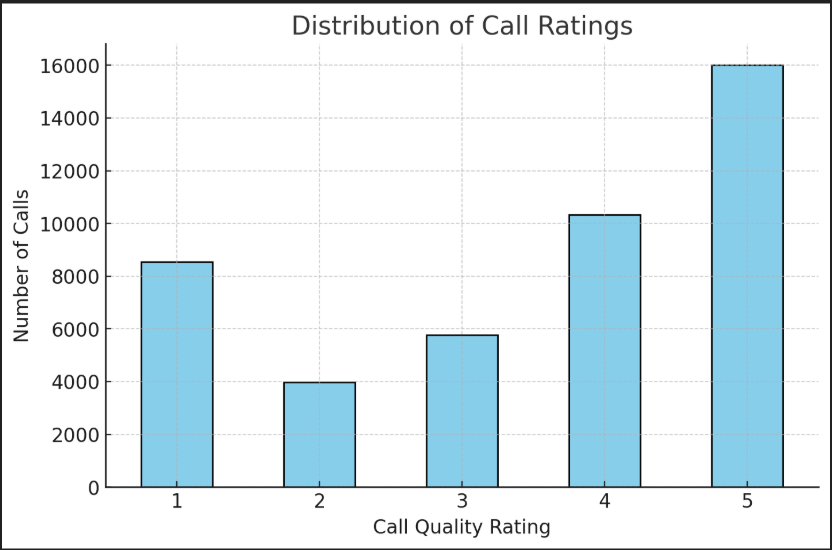 Distribution of Call Ratings
Number of Calls
16000
14000
12000
10000
8000
6000
4000
2000
0
1 2 3 4 5
Call Quality Rating